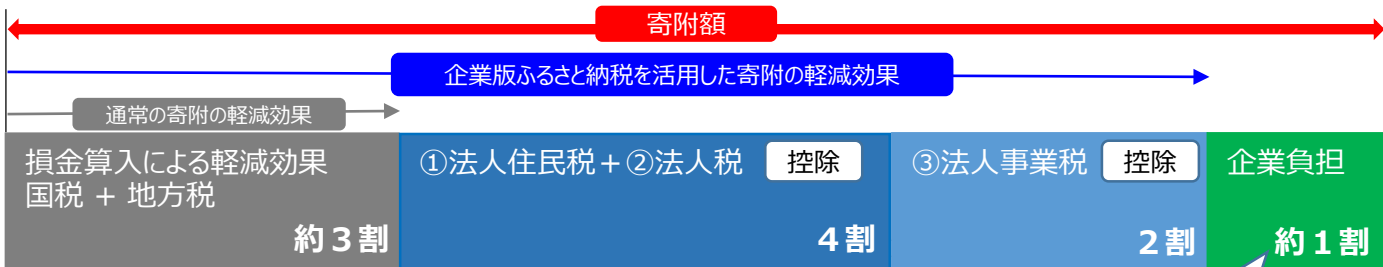 寄附額
企業版ふるさと納税を活用した寄附の軽減効果
通常の寄附の軽減効果
損金算入による軽減効果
国税 + 地方税
約3割
①法人住民税+②法人税 控除
4割
③法人事業税 控除
2割
企業負担
約1割